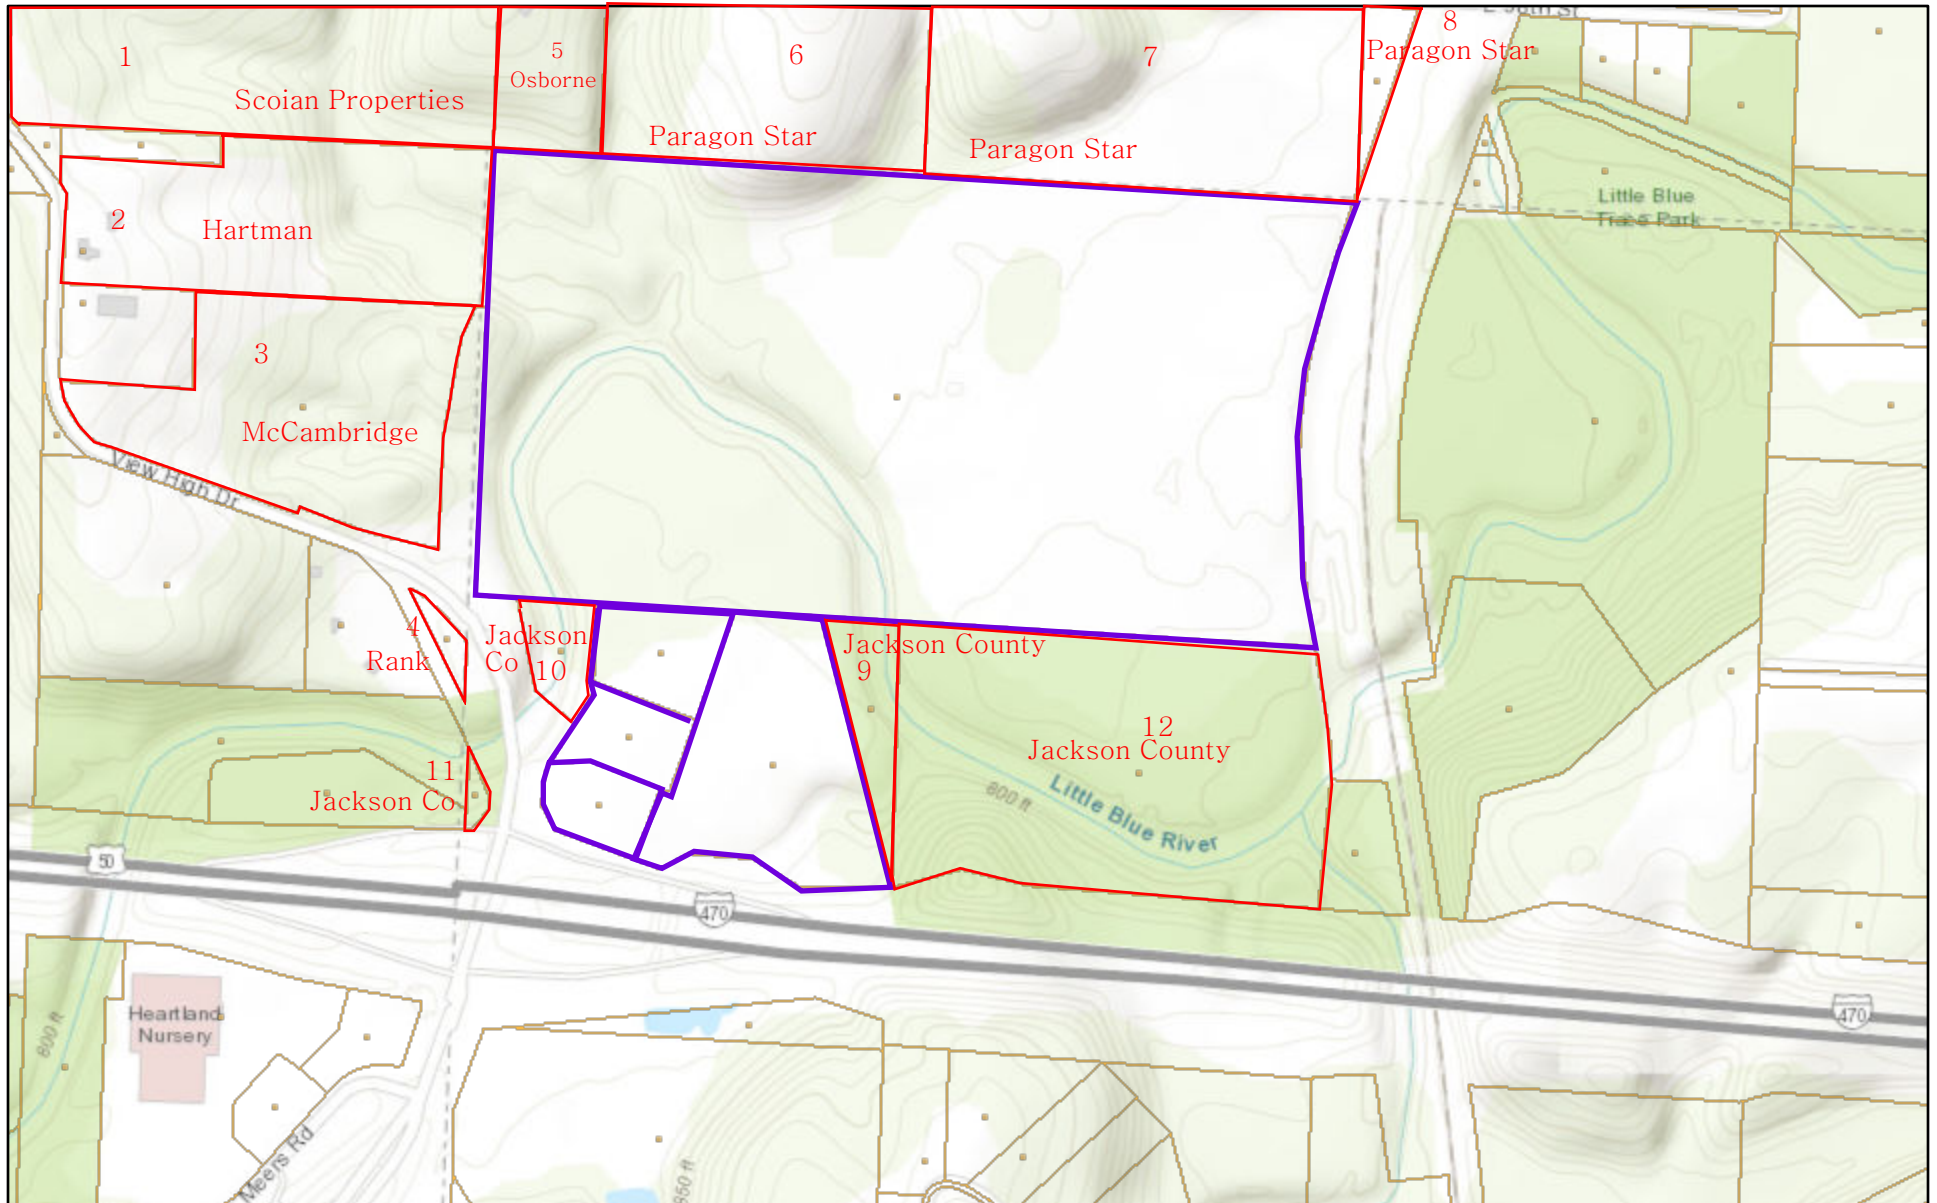 1
Scoian Properties
5
Osborne
6
Paragon Star
7
Paragon Star
8
Paragon Star
2
Hartman
Little Blue
Trace Park
3
McCambridge
View High Dr
4
Rank
Jackson
Co 10
Jackson County
9
12
Jackson County
11
Jackson Co
800 ft
Little Blue River
50
470
470
Heartland
Nursery
800 ft
Meers Rd
850 ft